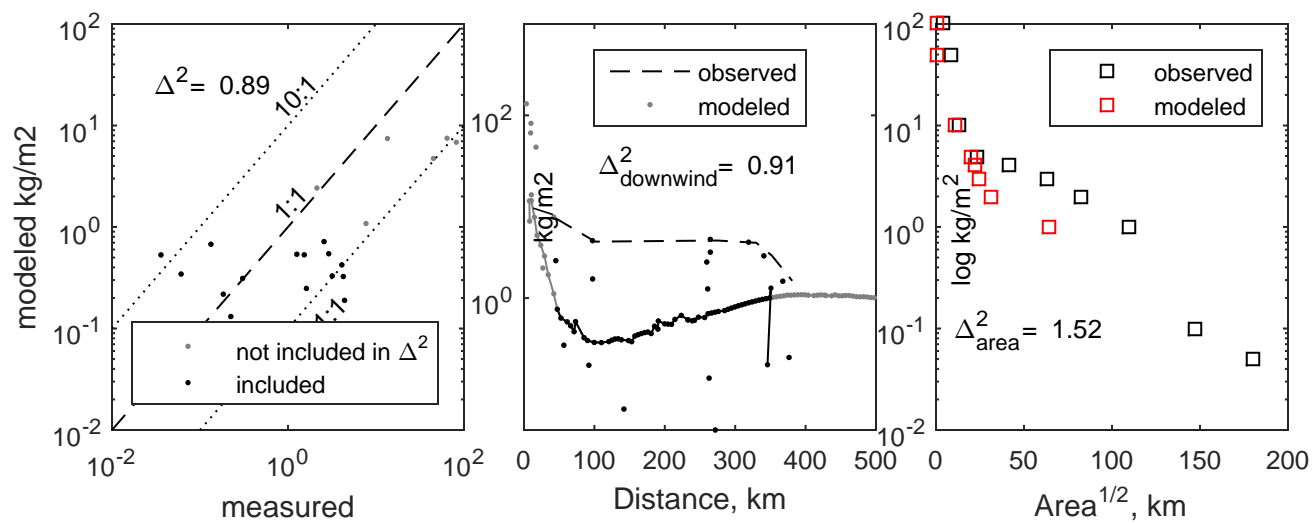 modeled kg/m2
10^2
10^1
10^0
10^-1
10^-2
Δ^2= 0.89
10:1
1:1
not included in Δ^2
included
10^-2
10^0
10^2
measured
10^2
10^0
kg/m2
observed
modeled
Δ^2_downwind= 0.91
0 100 200 300 400 500
Distance, km
10^2
10^1
10^0
10^-1
10^-2
log kg/m^2
observed
modeled
Δ^2_area= 1.52
0 50 100 150 200
Area^1/2, km